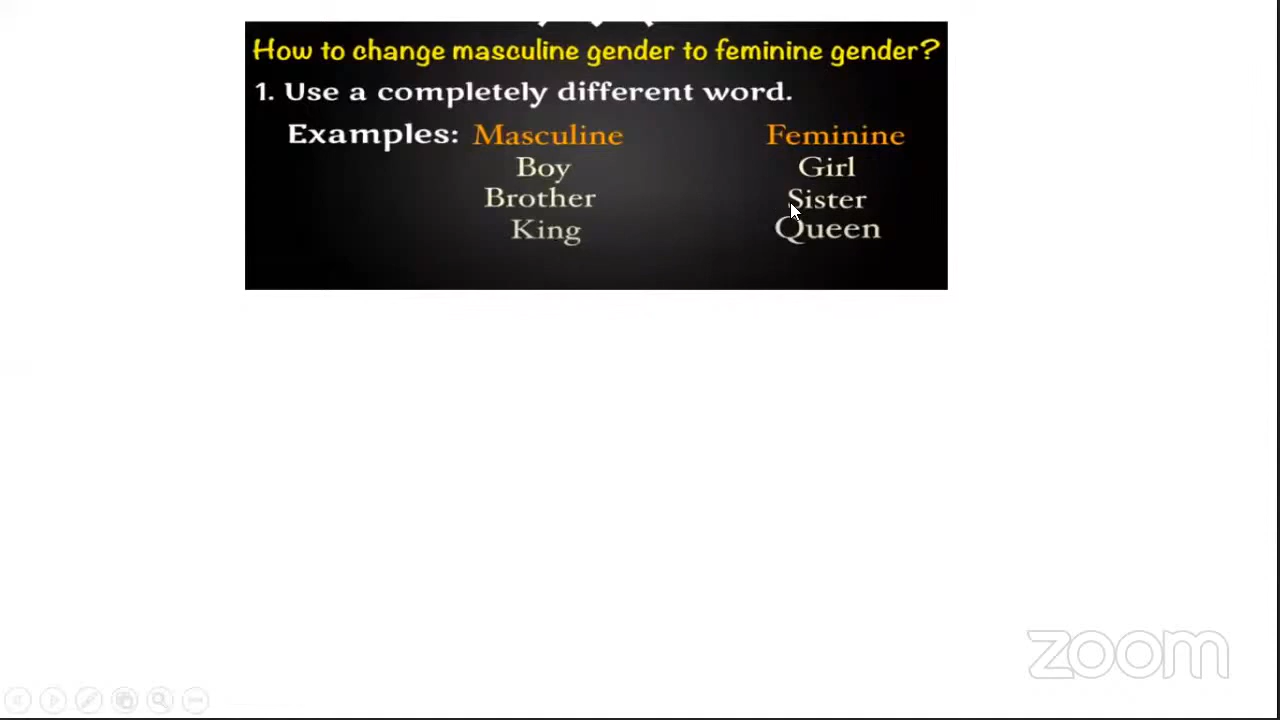 How to change masculine gender to feminine gender?
1. Use a completely different word.
Examples: Masculine Feminine
Boy Girl
Brother Sister
King Queen
zoom